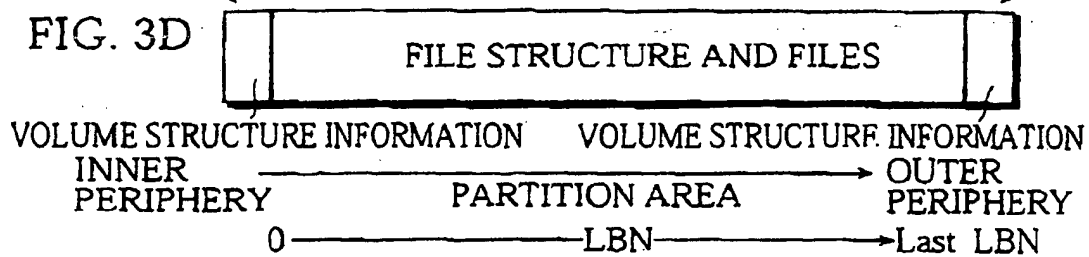 FIG. 3D
FILE STRUCTURE AND FILES
VOLUME STRUCTURE INFORMATION VOLUME STRUCTURE INFORMATION
INNER PERIPHERY
PARTITION AREA
OUTER PERIPHERY
0 LBN Last LBN